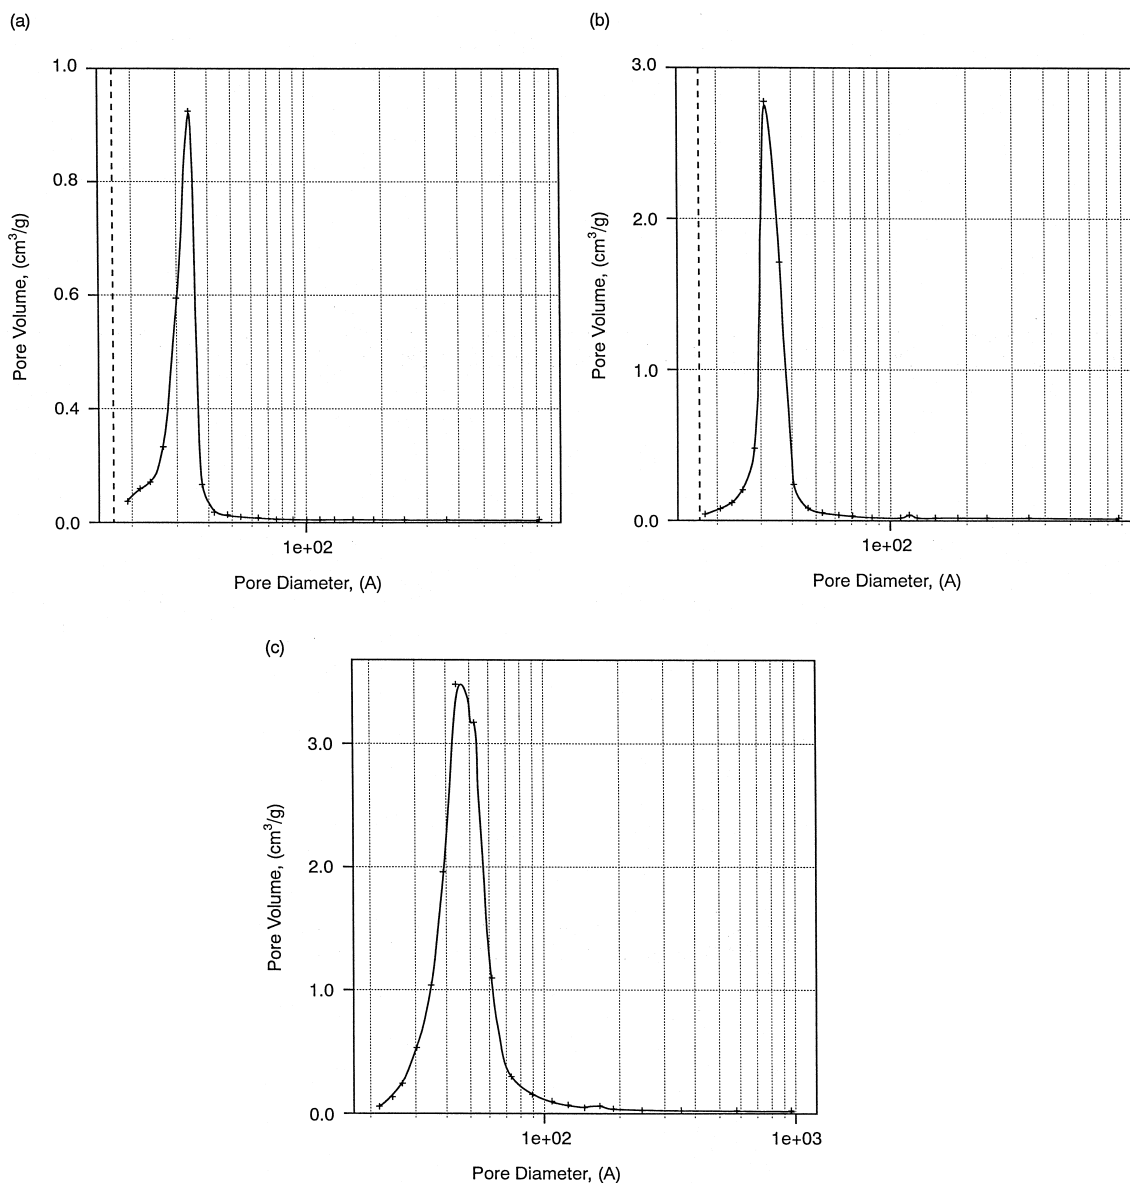 (a)
1.0
0.8
0.6
0.4
0.0
Pore Volume, (cm³/g)
1e+02
Pore Diameter, (A)
(b)
3.0
2.0
1.0
0.0
Pore Volume, (cm³/g)
1e+02
Pore Diameter, (A)
(c)
3.0
2.0
1.0
0.0
Pore Volume, (cm³/g)
1e+02
1e+03
Pore Diameter, (A)